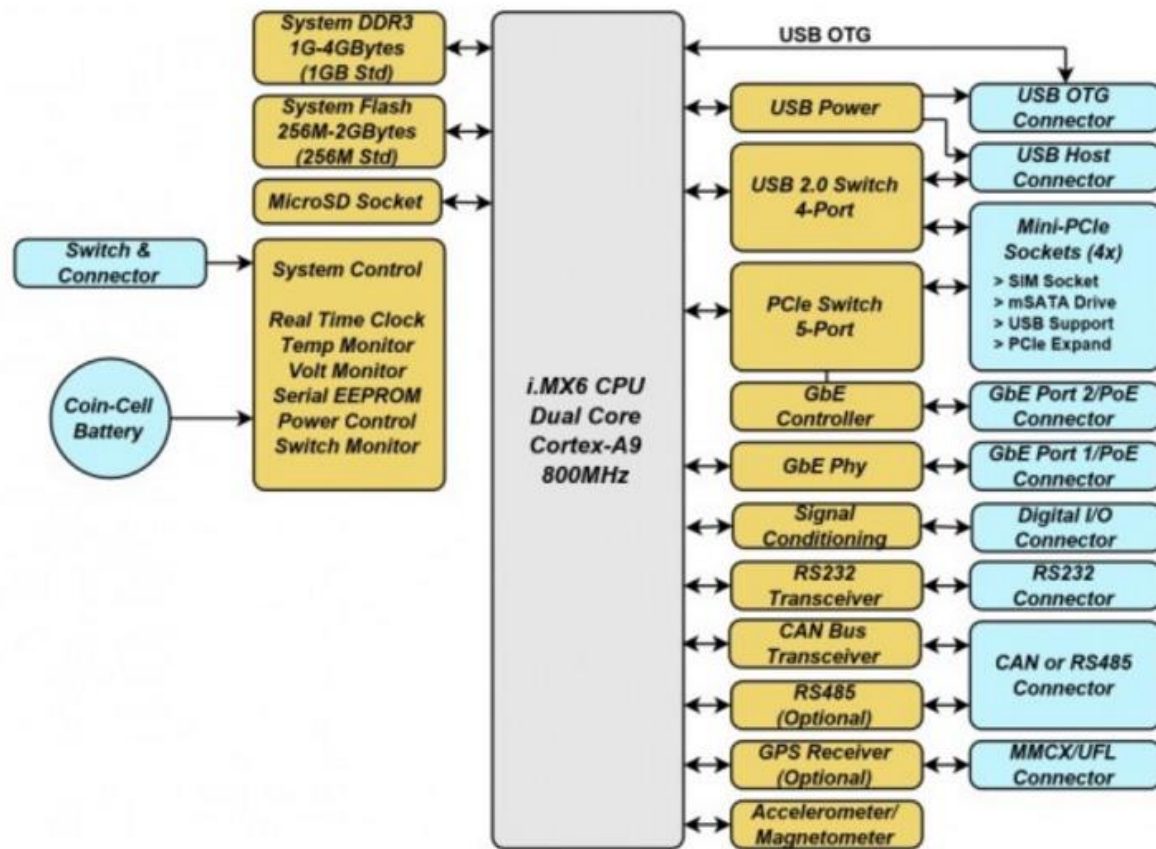 System DDR3
1G-4GBytes
(1GB Std)
System Flash
256M-2GBytes
(256M Std)
MicroSD Socket
Switch &
Connector
System Control
Real Time Clock
Temp Monitor
Volt Monitor
Serial EEPROM
Power Control
Switch Monitor
Coin-Cell
Battery
i.MX6 CPU
Dual Core
Cortex-A9
800MHz
USB OTG
USB Power
USB OTG
Connector
USB Host
Connector
USB 2.0 Switch
4-Port
Mini-PCIe
Sockets (4x)
> SIM Socket
> mSATA Drive
> USB Support
> PCIe Expand
PCIe Switch
5-Port
GbE
Controller
GbE Port 2/PoE
Connector
GbE Phy
GbE Port 1/PoE
Connector
Signal
Conditioning
Digital I/O
Connector
RS232
Transceiver
RS232
Connector
CAN Bus
Transceiver
CAN or RS485
Connector
RS485
(Optional)
GPS Receiver
(Optional)
MMCX/UFL
Connector
Accelerometer/
Magnetometer